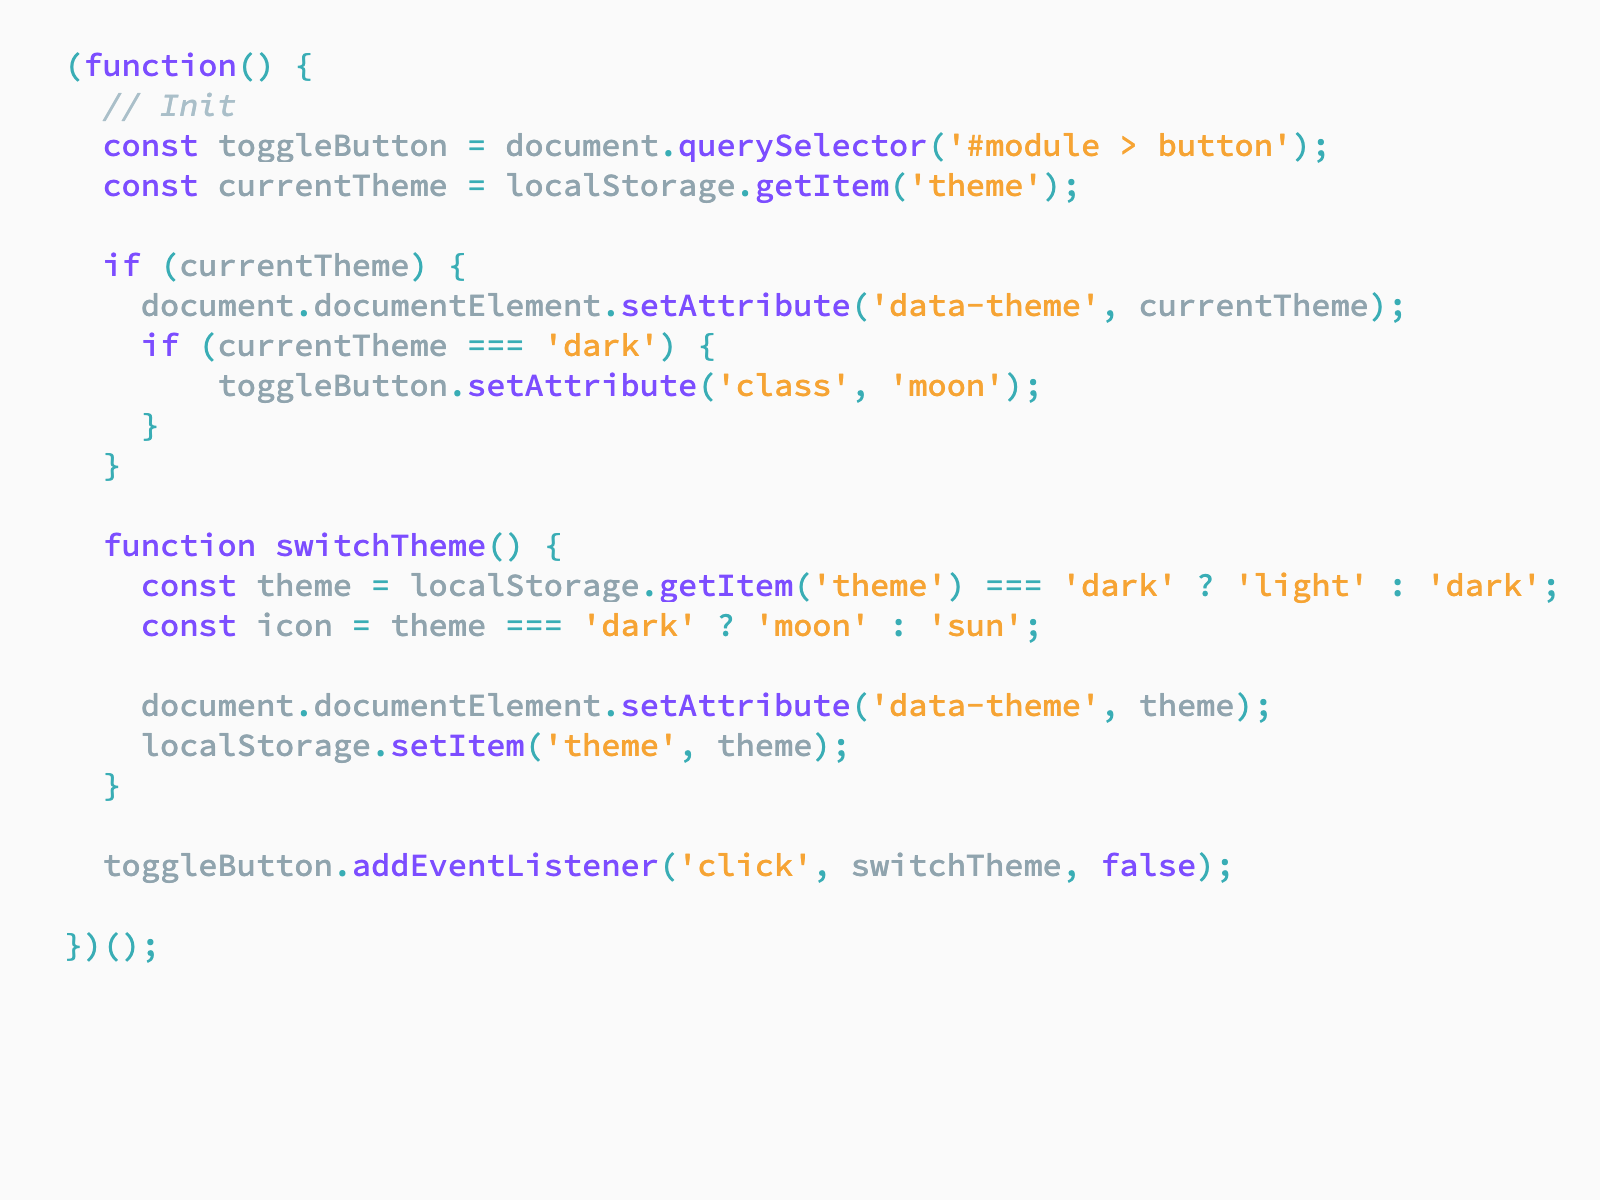 (function() {
  // Init
  const toggleButton = document.querySelector('#module > button');
  const currentTheme = localStorage.getItem('theme');

  if (currentTheme) {
    document.documentElement.setAttribute('data-theme', currentTheme);
    if (currentTheme === 'dark') {
        toggleButton.setAttribute('class', 'moon');
    }
  }

  function switchTheme() {
    const theme = localStorage.getItem('theme') === 'dark' ? 'light' : 'dark';
    const icon = theme === 'dark' ? 'moon' : 'sun';

    document.documentElement.setAttribute('data-theme', theme);
    localStorage.setItem('theme', theme);
  }

  toggleButton.addEventListener('click', switchTheme, false);

})();